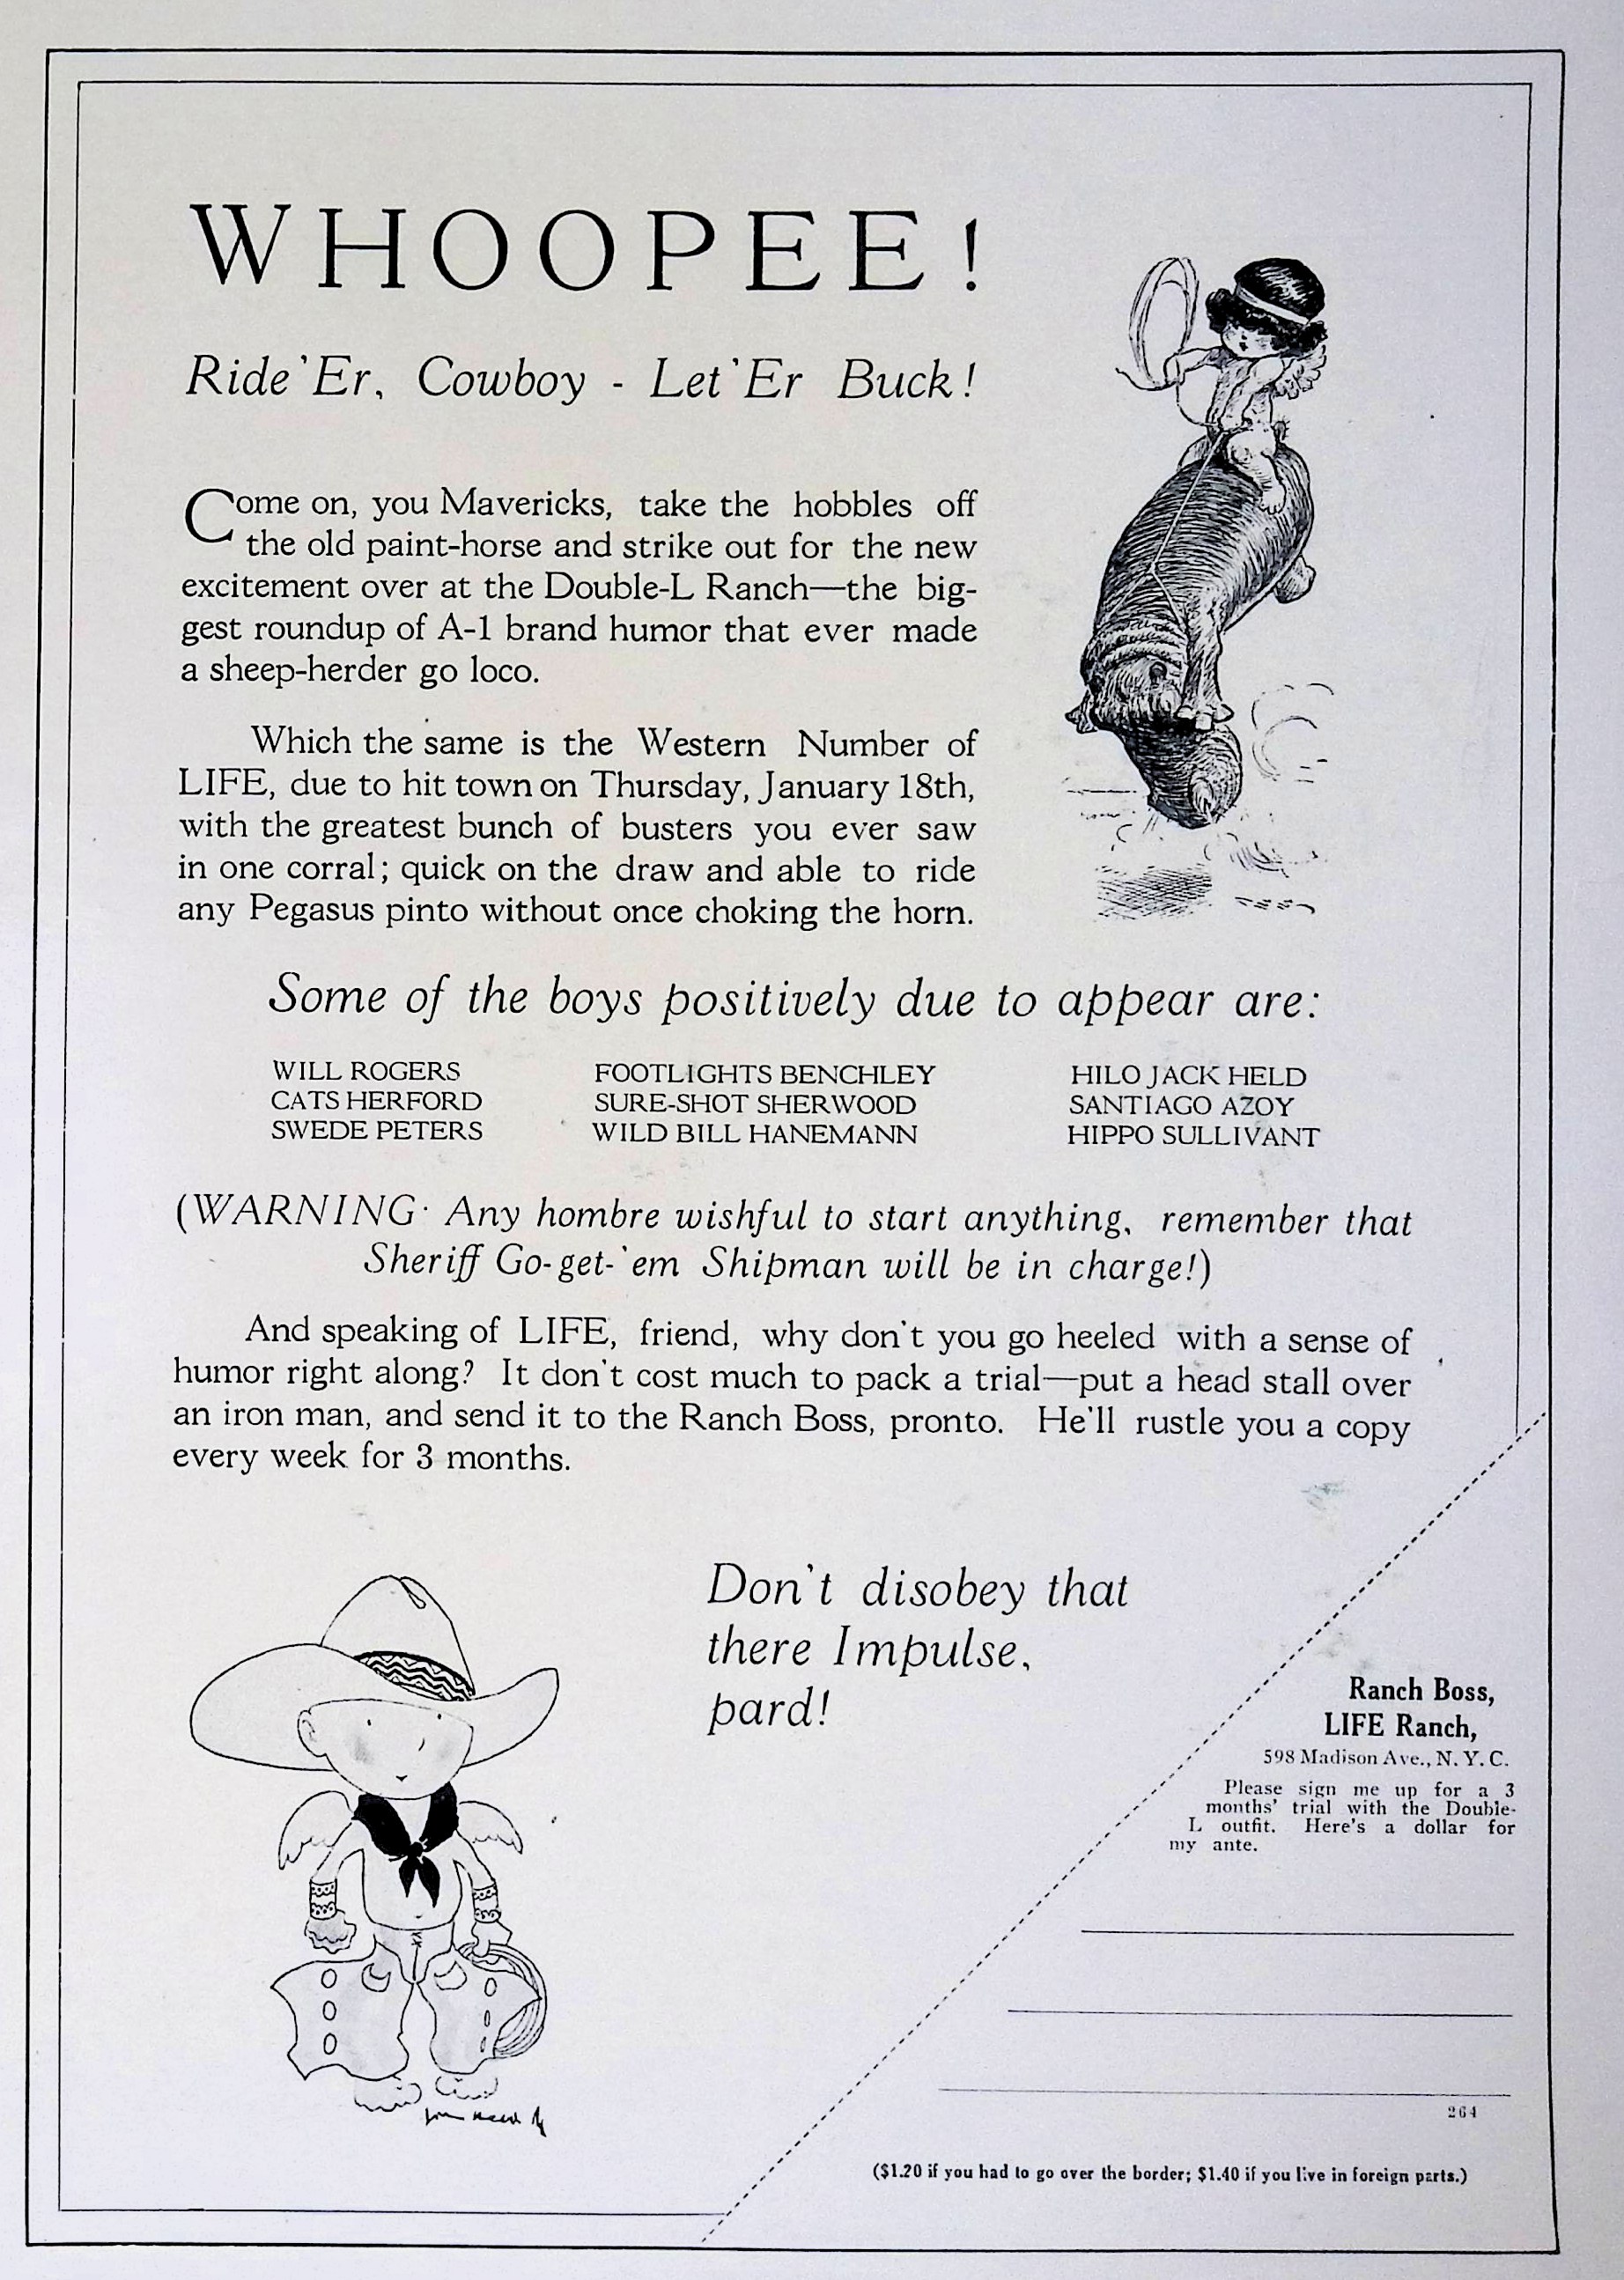 WHOOPEE!
Ride 'Er, Cowboy - Let 'Er Buck!
Come on, you Mavericks, take the hobbles off
the old paint-horse and strike out for the new
excitement over at the Double-L Ranch—the big-
gest roundup of A-1 brand humor that ever made
a sheep-herder go loco.
Which the same is the Western Number of
LIFE, due to hit town on Thursday, January 18th,
with the greatest bunch of busters you ever saw
in one corral; quick on the draw and able to ride
any Pegasus pinto without once choking the horn.
Some of the boys positively due to appear are:
WILL ROGERS FOOTLIGHTS BENCHLEY HILO JACK HELD
CATS HERFORD SURE-SHOT SHERWOOD SANTIAGO AZOY
SWEDE PETERS WILD BILL HANEMANN HIPPO SULLIVANT
(WARNING: Any hombre wishful to start anything, remember that
Sheriff Go-get-'em Shipman will be in charge!)
And speaking of LIFE, friend, why don't you go heeled with a sense of
humor right along? It don't cost much to pack a trial—put a head stall over
an iron man, and send it to the Ranch Boss, pronto. He'll rustle you a copy
every week for 3 months.
Don't disobey that
there Impulse,
pard!
Ranch Boss,
LIFE Ranch,
598 Madison Ave., N. Y. C.
Please sign me up for a 3
months' trial with the Double-
L outfit. Here's a dollar for
my ante.
264
($1.20 if you had to go over the border; $1.40 if you live in foreign parts.)